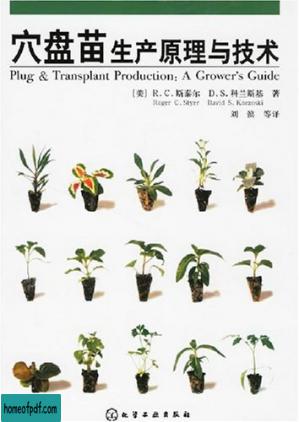 穴盘苗生产原理与技术
Plug & Transplant Production: A Grower's Guide
[美] R.C.斯泰尔 D.S.科兰斯基 著
Roger C. Styer David S. Koranski
刘 滨 等译
化学工业出版社
homeofpdf.com